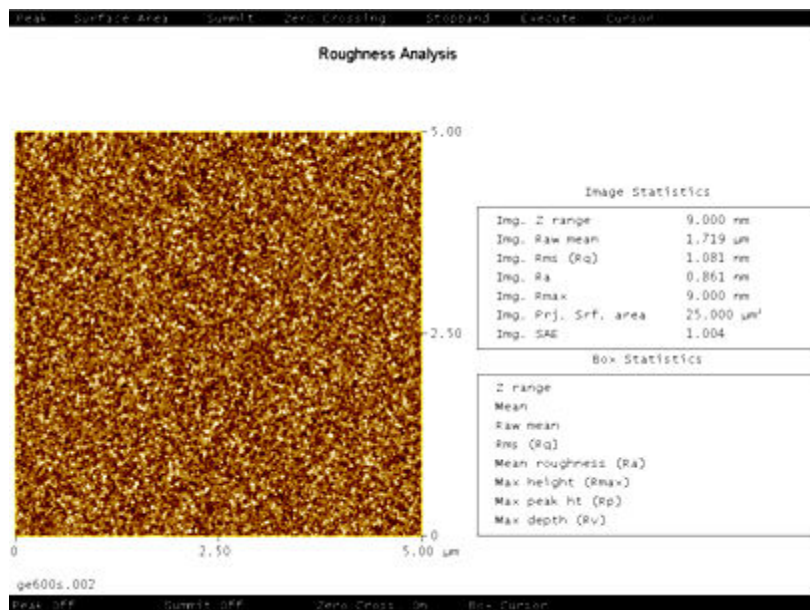 Peak Surface Area Summit Zero Crossing Stopband Execute Cursor
Roughness Analysis
5.00
2.50
0
0 2.50 5.00 µm
Image Statistics
Img. Z range 9.000 nm
Img. Raw mean 1.719 µm
Img. Rms (Rq) 1.081 nm
Img. Ra 0.861 nm
Img. Rmax 9.000 nm
Img. Prj. Srf. area 25.000 µm²
Img. SAE 1.004
Box Statistics
Z range
Mean
Raw mean
Rms (Rq)
Mean roughness (Ra)
Max height (Rmax)
Max peak ht (Rp)
Max depth (Rv)
ge600s.002
Peak Off Summit Off Zero Cross. On Box Cursor